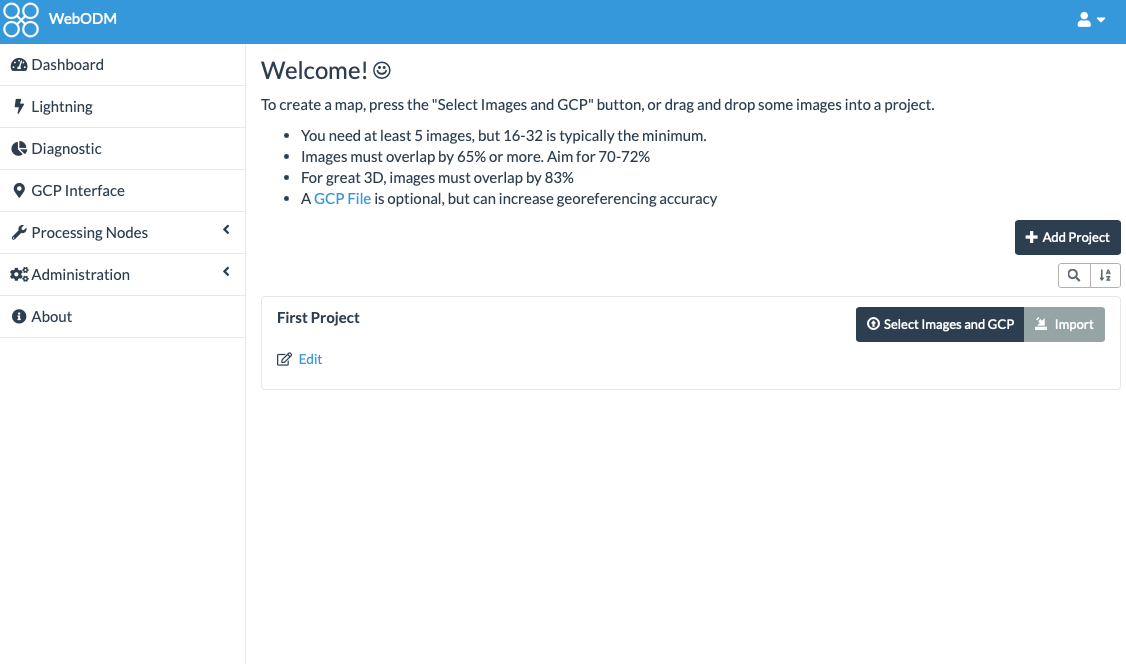 WebODM
Dashboard
Lightning
Diagnostic
GCP Interface
Processing Nodes
Administration
About
Welcome!
To create a map, press the "Select Images and GCP" button, or drag and drop some images into a project.
You need at least 5 images, but 16-32 is typically the minimum.
Images must overlap by 65% or more. Aim for 70-72%
For great 3D, images must overlap by 83%
A GCP File is optional, but can increase georeferencing accuracy
Add Project
First Project
Select Images and GCP
Import
Edit